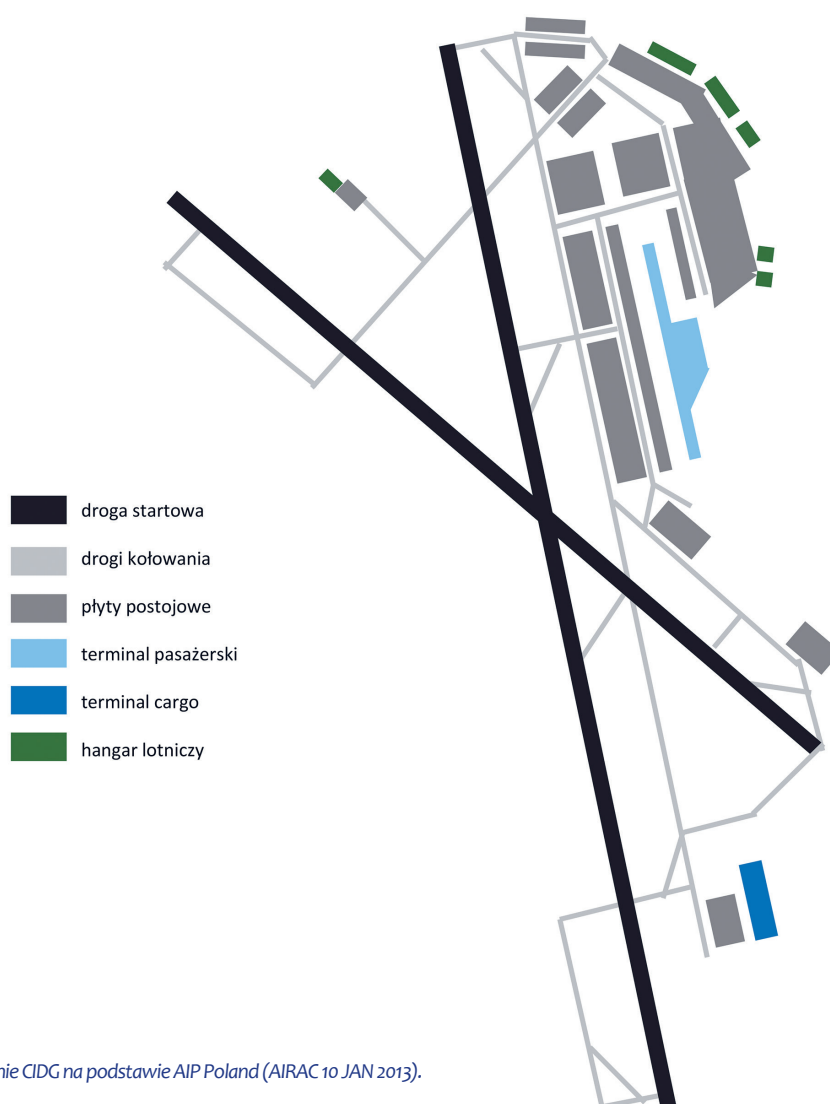 droga startowa
drogi kołowania
płyty postojowe
terminal pasażerski
terminal cargo
hangar lotniczy
nie CIDG na podstawie AIP Poland (AIRAC 10 JAN 2013).